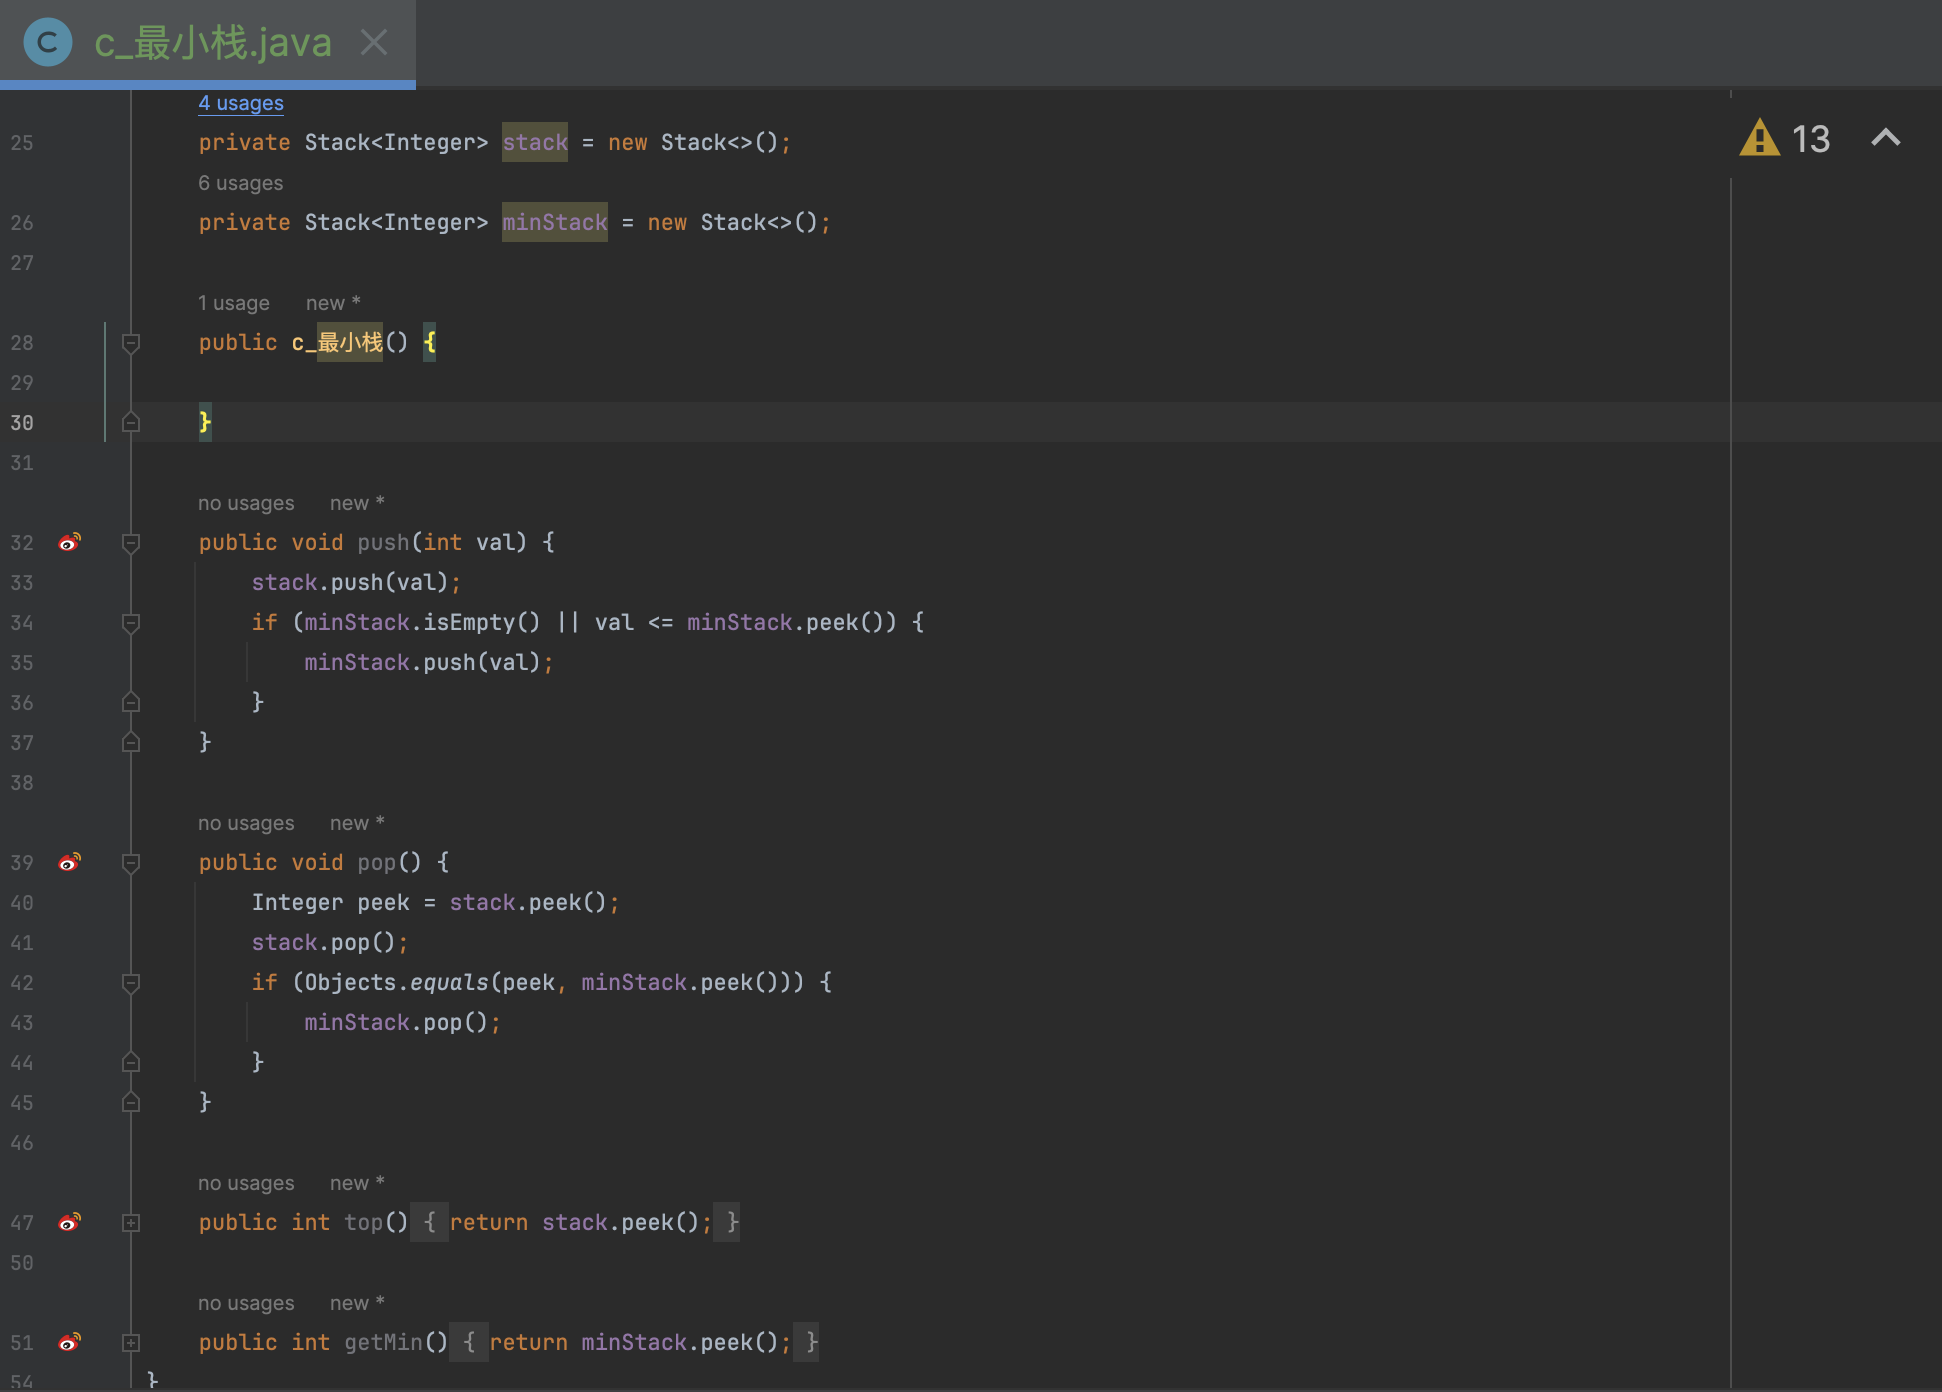 c_最小栈.java
4 usages
13
25 private Stack<Integer> stack = new Stack<>();
6 usages
26 private Stack<Integer> minStack = new Stack<>();
27
1 usage new *
28 public c_最小栈() {
29
30 }
31
no usages new *
32 public void push(int val) {
33 stack.push(val);
34 if (minStack.isEmpty() || val <= minStack.peek()) {
35 minStack.push(val);
36 }
37 }
38
no usages new *
39 public void pop() {
40 Integer peek = stack.peek();
41 stack.pop();
42 if (Objects.equals(peek, minStack.peek())) {
43 minStack.pop();
44 }
45 }
46
no usages new *
47 public int top() { return stack.peek(); }
50
no usages new *
51 public int getMin() { return minStack.peek(); }
54 }